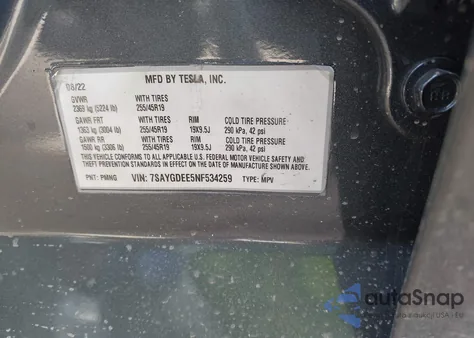 08/22 MFD BY TESLA, INC.
GVWR WITH TIRES
2369 kg (5224 lb) 255/45R19
GAWR FRT WITH TIRES RIM COLD TIRE PRESSURE
1363 kg (3004 lb) 255/45R19 19X9.5J 290 kPa, 42 psi
GAWR RR WITH TIRES RIM COLD TIRE PRESSURE
1500 kg (3306 lb) 255/45R19 19X9.5J 290 kPa, 42 psi
THIS VEHICLE CONFORMS TO ALL APPLICABLE U.S. FEDERAL MOTOR VEHICLE SAFETY AND
THEFT PREVENTION STANDARDS IN EFFECT ON THE DATE OF MANUFACTURE SHOWN ABOVE.
PNT: PMNG VIN: 7SAYGDEE5NF534259 TYPE: MPV
autoSnap